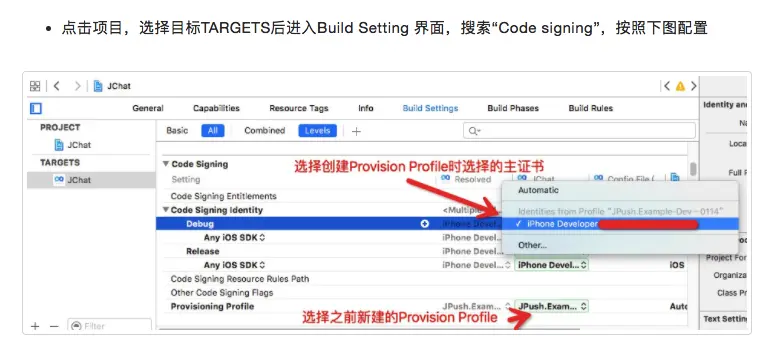 点击项目，选择目标TARGETS后进入Build Setting 界面，搜索“Code signing”，按照下图配置
JChat
General Capabilities Resource Tags Info Build Settings Build Phases Build Rules
Identity and
PROJECT
JChat
TARGETS
JChat
Basic All Combined Levels +
Na
Loca
Full P
Code Signing
选择创建Provision Profile时选择的主证书
Setting Resolved JChat Config File (
Code Signing Entitlements
Code Signing Identity <Multiple
Debug iPhone Devel...
Any iOS SDK iPhone Devel...
Release iPhone Devel...
Any iOS SDK iPhone Devel... iPhone Devel... iOS
Code Signing Resource Rules Path
Other Code Signing Flags
Provisioning Profile JPush.Exam... JPush.Exam... Auto
选择之前新建的Provision Profile
Automatic
Identities from Profile "JPush.Example-Dev--0114"
iPhone Developer
Other...
Project For
Organiza
Class Pr
Text Setting
Filter